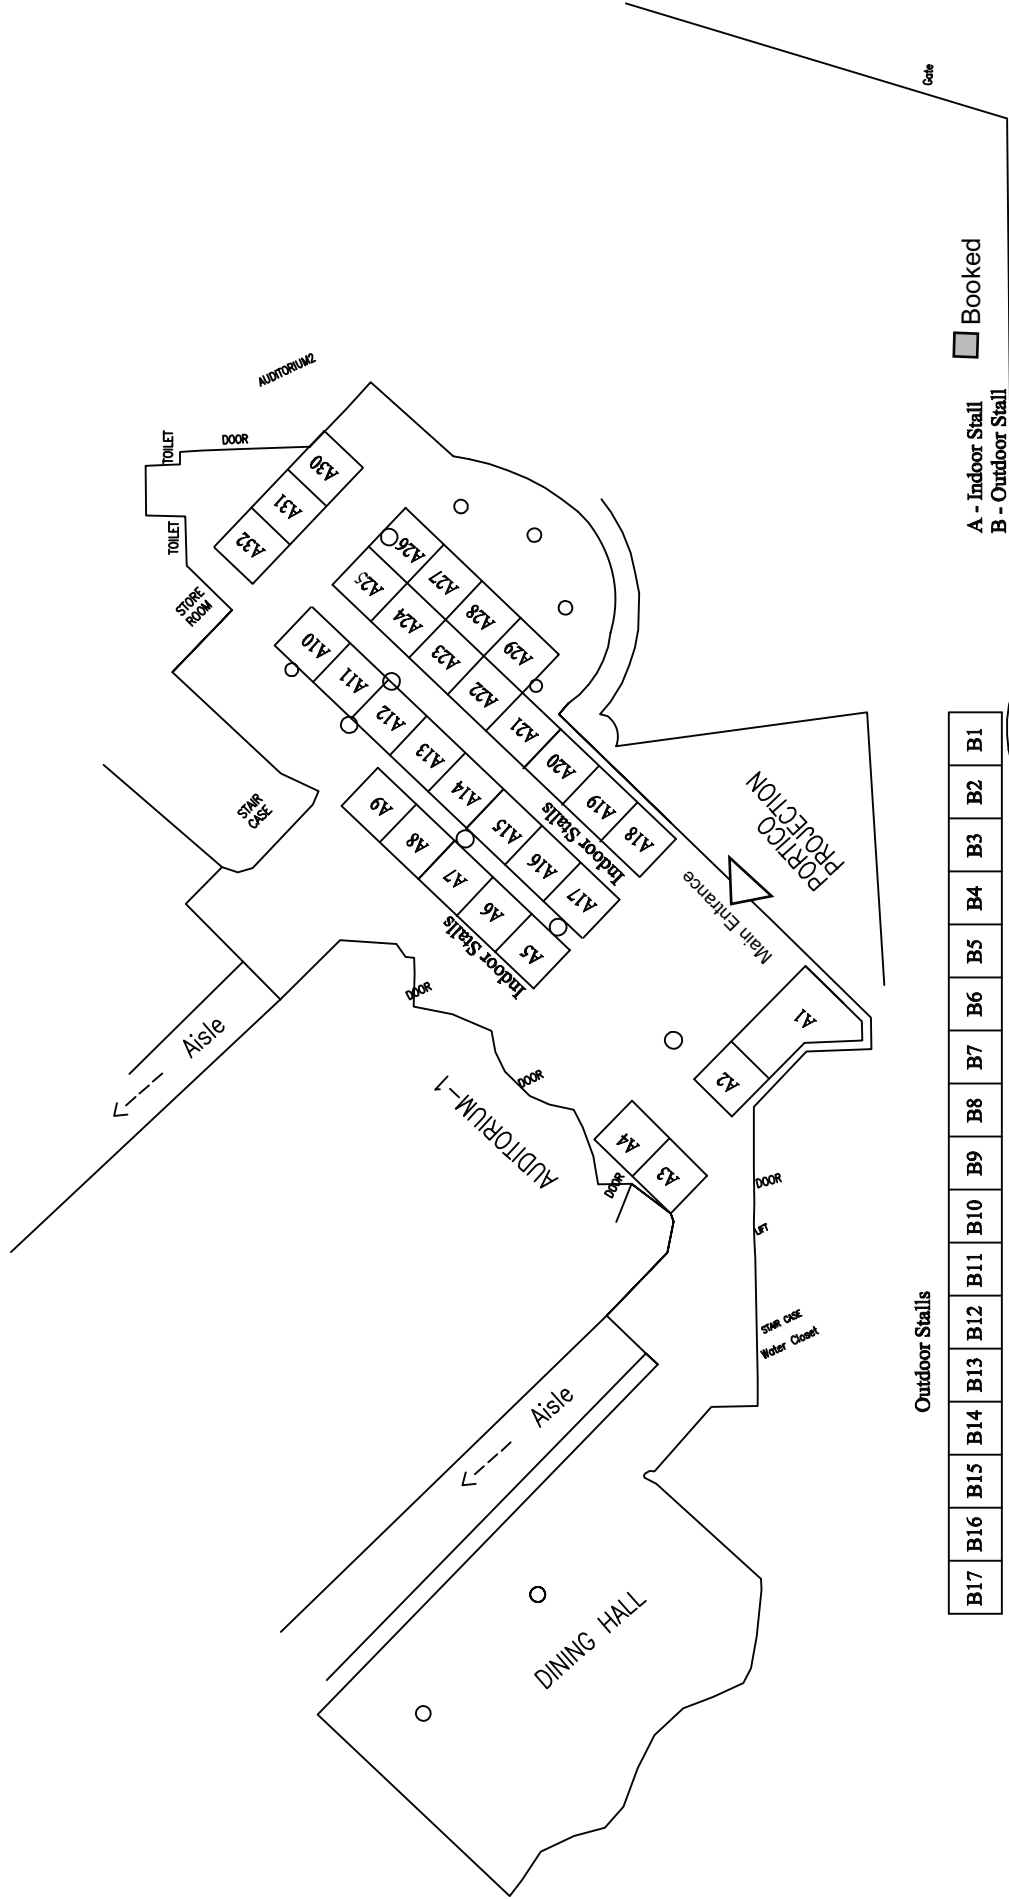 Gate
Booked
A - Indoor Stall
B - Outdoor Stall
AUDITORIUM2
TOILET
DOOR
TOILET
STORE
ROOM
A30
A31
A32
A26
A27
A28
A29
A25
A24
A23
A22
A21
A20
A19
A18
A10
A11
A12
A13
A14
A15
A16
A17
Indoor Stalls
A9
A8
A7
A6
A5
Indoor Stalls
STAIR
CASE
PORTICO
PROJECTION
Main Entrance
A1
A2
A4
A3
Aisle
DOOR
DOOR
AUDITORIUM-1
DOOR
DOOR
LIFT
STAIR CASE
Water Closet
Aisle
DINING HALL
Outdoor Stalls
B17 B16 B15 B14 B13 B12 B11 B10 B9 B8 B7 B6 B5 B4 B3 B2 B1